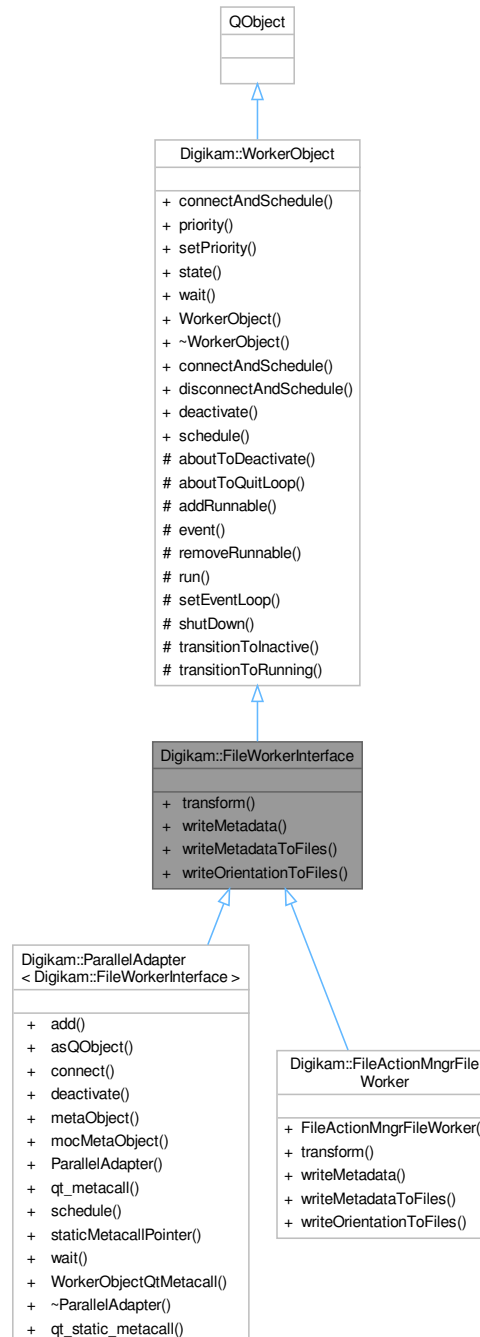 QObject
Digikam::WorkerObject
+ connectAndSchedule()
+ priority()
+ setPriority()
+ state()
+ wait()
+ WorkerObject()
+ ~WorkerObject()
+ connectAndSchedule()
+ disconnectAndSchedule()
+ deactivate()
+ schedule()
# aboutToDeactivate()
# aboutToQuitLoop()
# addRunnable()
# event()
# removeRunnable()
# run()
# setEventLoop()
# shutDown()
# transitionToInactive()
# transitionToRunning()
Digikam::FileWorkerInterface
+ transform()
+ writeMetadata()
+ writeMetadataToFiles()
+ writeOrientationToFiles()
Digikam::ParallelAdapter
< Digikam::FileWorkerInterface >
+ add()
+ asQObject()
+ connect()
+ deactivate()
+ metaObject()
+ mocMetaObject()
+ ParallelAdapter()
+ qt_metacall()
+ schedule()
+ staticMetacallPointer()
+ wait()
+ WorkerObjectQtMetacall()
+ ~ParallelAdapter()
+ qt_static_metacall()
Digikam::FileActionMngrFile
Worker
+ FileActionMngrFileWorker(
+ transform()
+ writeMetadata()
+ writeMetadataToFiles()
+ writeOrientationToFiles()